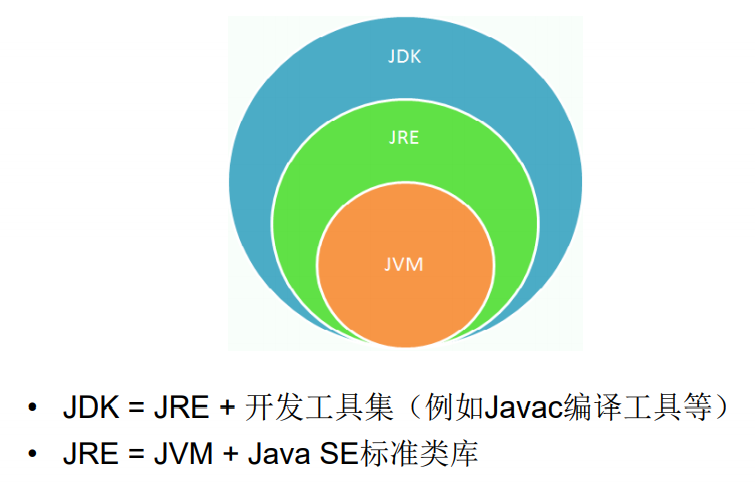 JDK
JRE
JVM
• JDK = JRE + 开发工具集（例如Javac编译工具等）
• JRE = JVM + Java SE标准类库